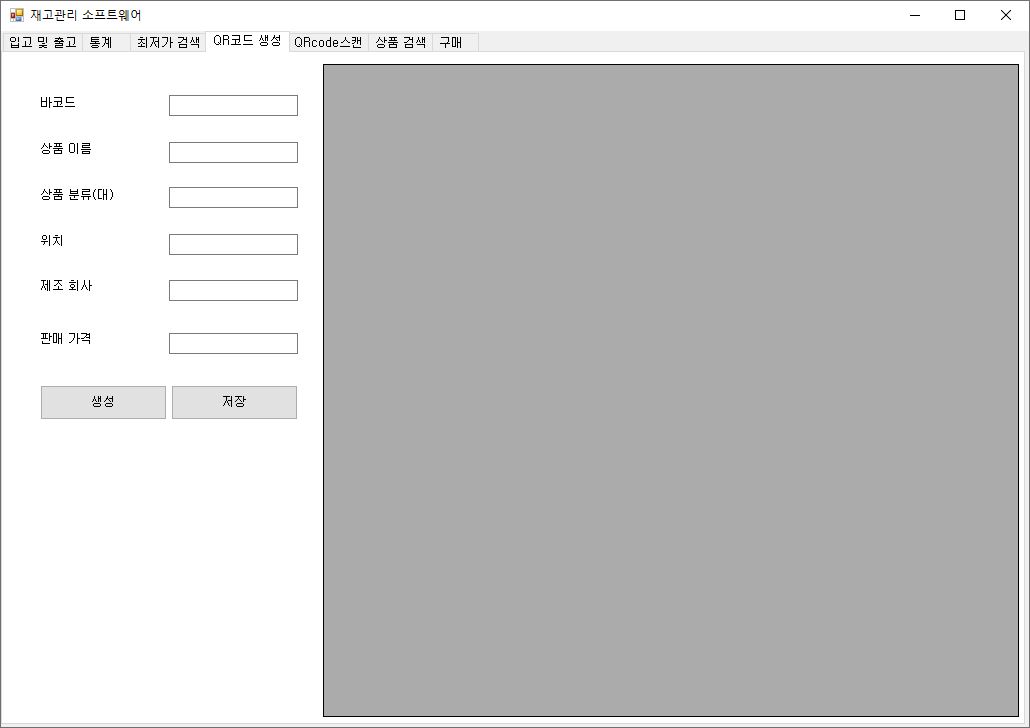 재고관리 소프트웨어
입고 및 출고 통계 최저가 검색 QR코드 생성 QRcode스캔 상품 검색 구매
바코드
상품 이름
상품 분류(대)
위치
제조 회사
판매 가격
생성 저장